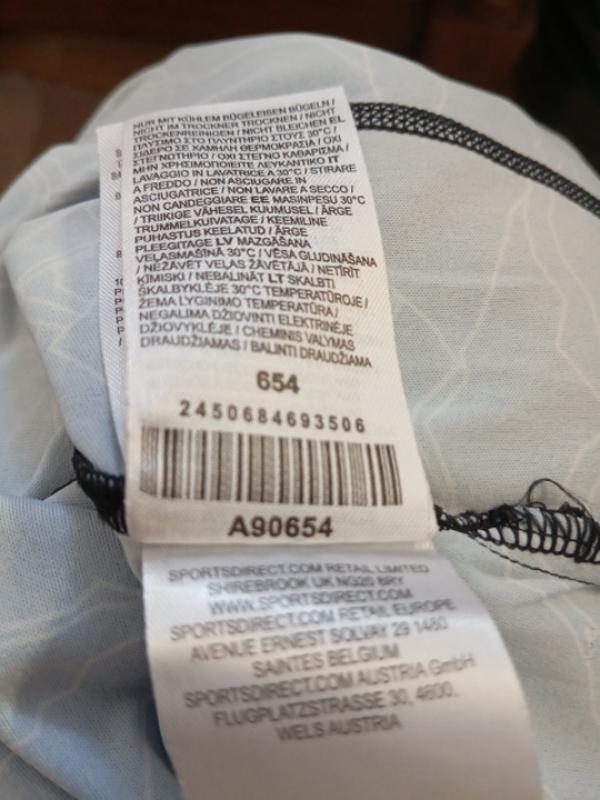 NUR MIT KÜHLEM BÜGELEISEN BÜGELN /
NICHT IM TROCKNER TROCKNEN / NICHT
TROCKENREINIGEN / NICHT BLEICHEN EL
ΠΛΥΣΙΜΟ ΣΤΟ ΠΛΥΝΤΗΡΙΟ ΣΤΟΥΣ 30°C /
ΣΙΔΕΡΟ ΣΕ ΧΑΜΗΛΗ ΘΕΡΜΟΚΡΑΣΙΑ / ΟΧΙ
ΣΤΕΓΝΩΤΗΡΙΟ / ΟΧΙ ΣΤΕΓΝΟ ΚΑΘΑΡΙΣΜΑ /
ΜΗΝ ΧΡΗΣΙΜΟΠΟΙΕΙΤΕ ΛΕΥΚΑΝΤΙΚΟ IT
LAVAGGIO IN LAVATRICE A 30°C / STIRARE
A FREDDO / NON ASCIUGARE IN
ASCIUGATRICE / NON LAVARE A SECCO /
NON CANDEGGIARE EE MASINPESU 30°C
/ TRIIKIGE VÄHESEL KUUMUSEL / ÄRGE
TRUMMELKUIVATAGE / KEEMILINE
PUHASTUS KEELATUD / ÄRGE
PLEEGITAGE LV MAZGĀŠANA
VEĻASMAŠĪNĀ 30°C / VĒSA GLUDINĀŠANA
/ NEŽĀVĒT VEĻAS ŽĀVĒTĀJĀ / NETĪRĪT
ĶĪMISKI / NEBALINĀT LT SKALBTI
SKALBYKLĖJE 30°C TEMPERATŪROJE /
ŽEMA LYGINIMO TEMPERATŪRA /
NEGALIMA DŽIOVINTI ELEKTRINĖJE
DŽIOVYKLĖJE / CHEMINIS VALYMAS
DRAUDŽIAMAS / BALINTI DRAUDŽIAMA
654
2450684693506
A90654
SPORTSDIRECT.COM RETAIL LIMITED
SHIREBROOK UK NG20 8RY
WWW.SPORTSDIRECT.COM
SPORTSDIRECT.COM RETAIL EUROPE
AVENUE ERNEST SOLVAY 29 1480
SAINTES BELGIUM
SPORTSDIRECT.COM AUSTRIA GmbH
FLUGPLATZSTRASSE 30, 4600,
WELS AUSTRIA